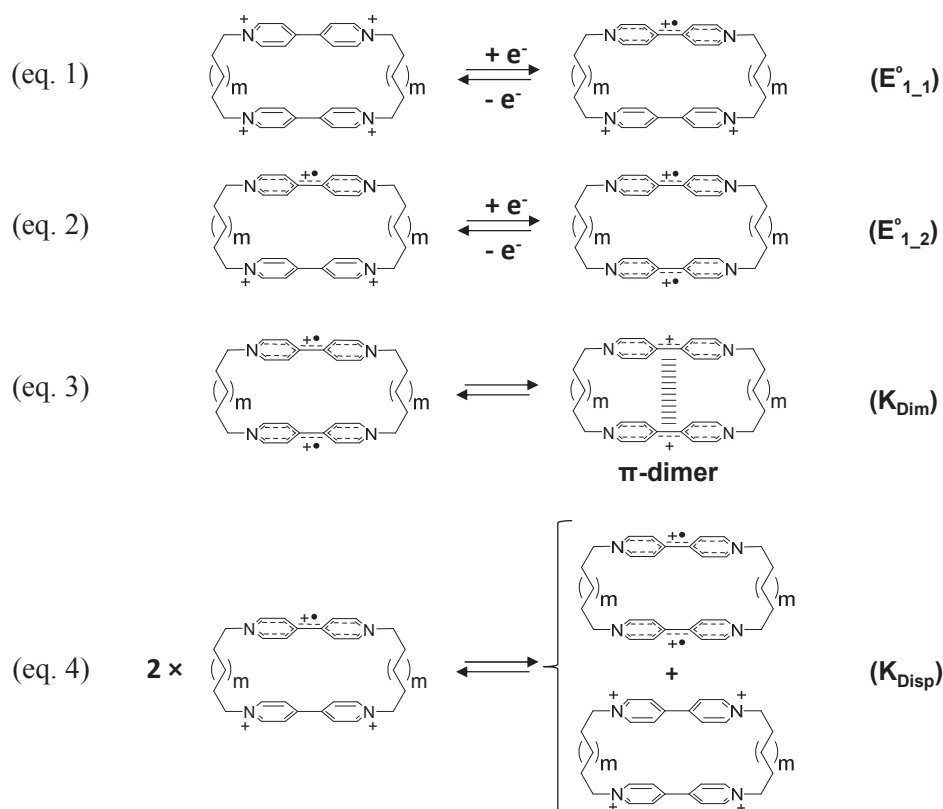 (eq. 1) + N N + + N N + ( )m ( )m + e⁻ - e⁻ +• N N N + N + ( )m ( )m (E°1_1)
(eq. 2) +• N N N + N + ( )m ( )m + e⁻ - e⁻ +• N N N N +• ( )m ( )m (E°1_2)
(eq. 3) +• N N N N +• ( )m ( )m + N N N N + ( )m ( )m (KDim)
π-dimer
(eq. 4) 2 × +• N N N + N + ( )m ( )m +• N N N N +• ( )m ( )m + + N N + + N N + ( )m ( )m (KDisp)